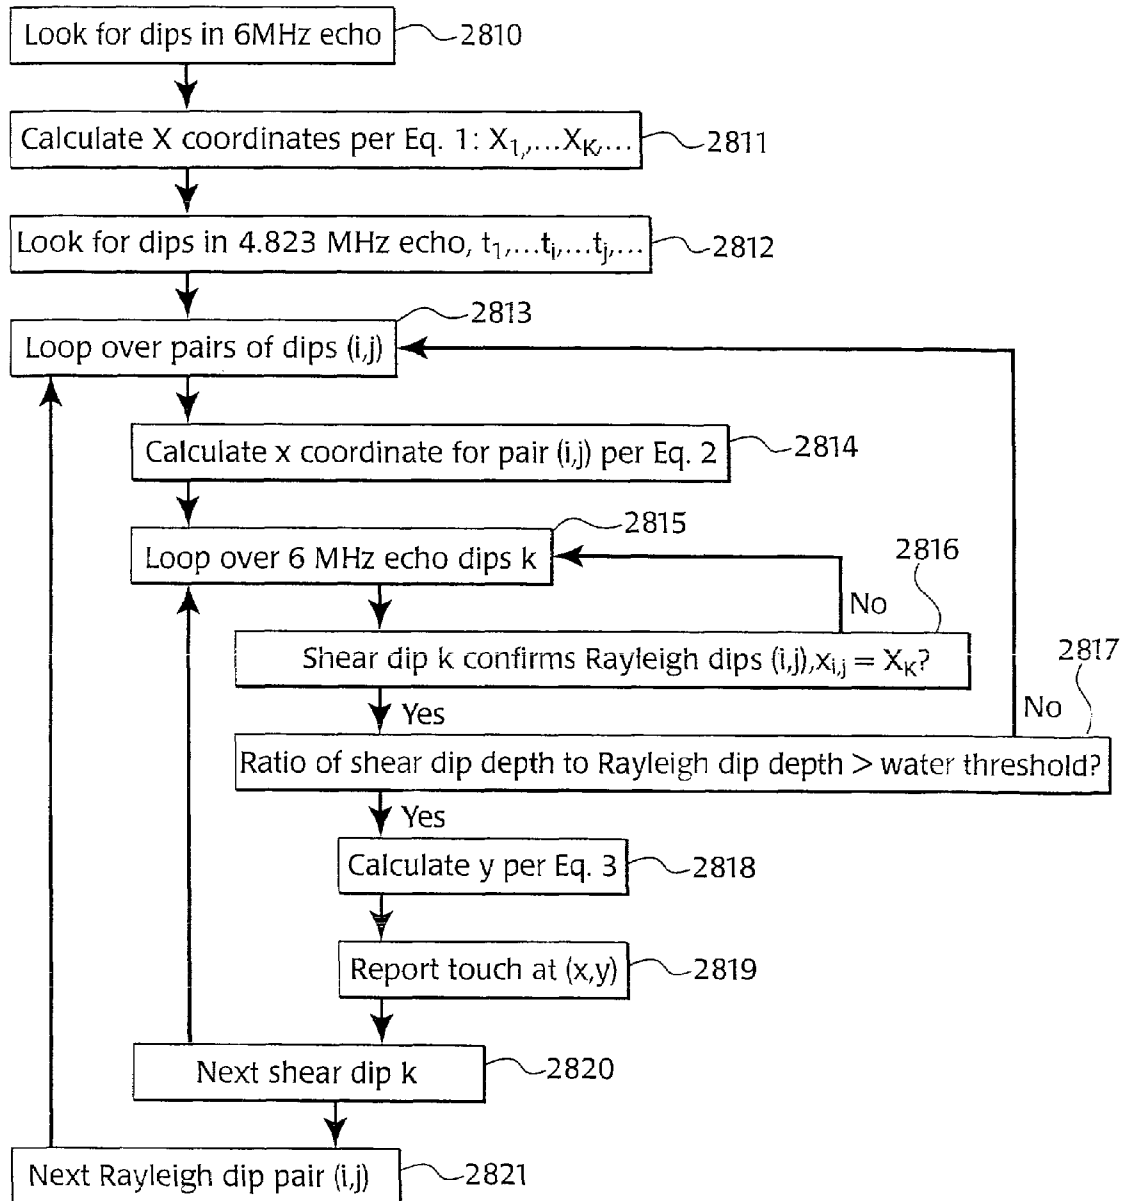 Look for dips in 6MHz echo
2810
Calculate X coordinates per Eq. 1: X1,,...XK,...
2811
Look for dips in 4.823 MHz echo, t1,...ti,...tj,...
2812
2813
Loop over pairs of dips (i,j)
Calculate x coordinate for pair (i,j) per Eq. 2
2814
2815
Loop over 6 MHz echo dips k
2816
No
Shear dip k confirms Rayleigh dips (i,j),xi,j = XK?
2817
Yes
No
Ratio of shear dip depth to Rayleigh dip depth > water threshold?
Yes
Calculate y per Eq. 3
2818
Report touch at (x,y)
2819
Next shear dip k
2820
Next Rayleigh dip pair (i,j)
2821